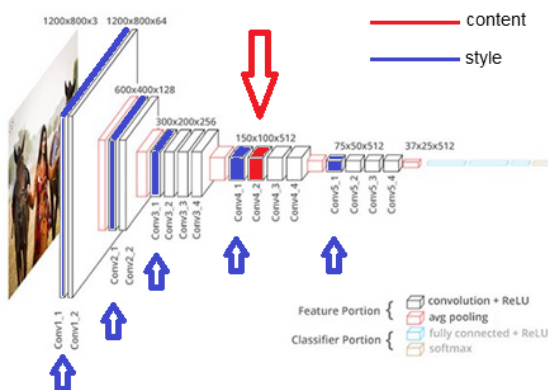 1200x800x3 1200x800x64
content
style
600x400x128
300x200x256
150x100x512
75x50x512
37x25x512
Conv1_1
Conv1_2
Conv2_1
Conv2_2
Conv3_1
Conv3_2
Conv3_3
Conv3_4
Conv4_1
Conv4_2
Conv4_3
Conv4_4
Conv5_1
Conv5_2
Conv5_3
Conv5_4
Feature Portion {
convolution + ReLU
avg pooling
Classifier Portion {
fully connected + ReLU
softmax